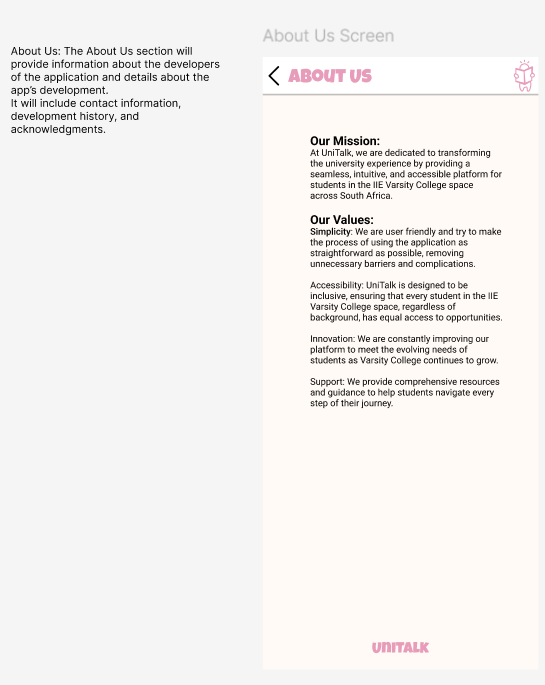 About Us: The About Us section will
provide information about the developers
of the application and details about the
app's development.
It will include contact information,
development history, and
acknowledgments.
About Us Screen
ABOUT US
Our Mission:
At UniTalk, we are dedicated to transforming
the university experience by providing a
seamless, intuitive, and accessible platform for
students in the IIE Varsity College space
across South Africa.
Our Values:
Simplicity: We are user friendly and try to make
the process of using the application as
straightforward as possible, removing
unnecessary barriers and complications.
Accessibility: UniTalk is designed to be
inclusive, ensuring that every student in the IIE
Varsity College space, regardless of
background, has equal access to opportunities.
Innovation: We are constantly improving our
platform to meet the evolving needs of
students as Varsity College continues to grow.
Support: We provide comprehensive resources
and guidance to help students navigate every
step of their journey.
UNITALK